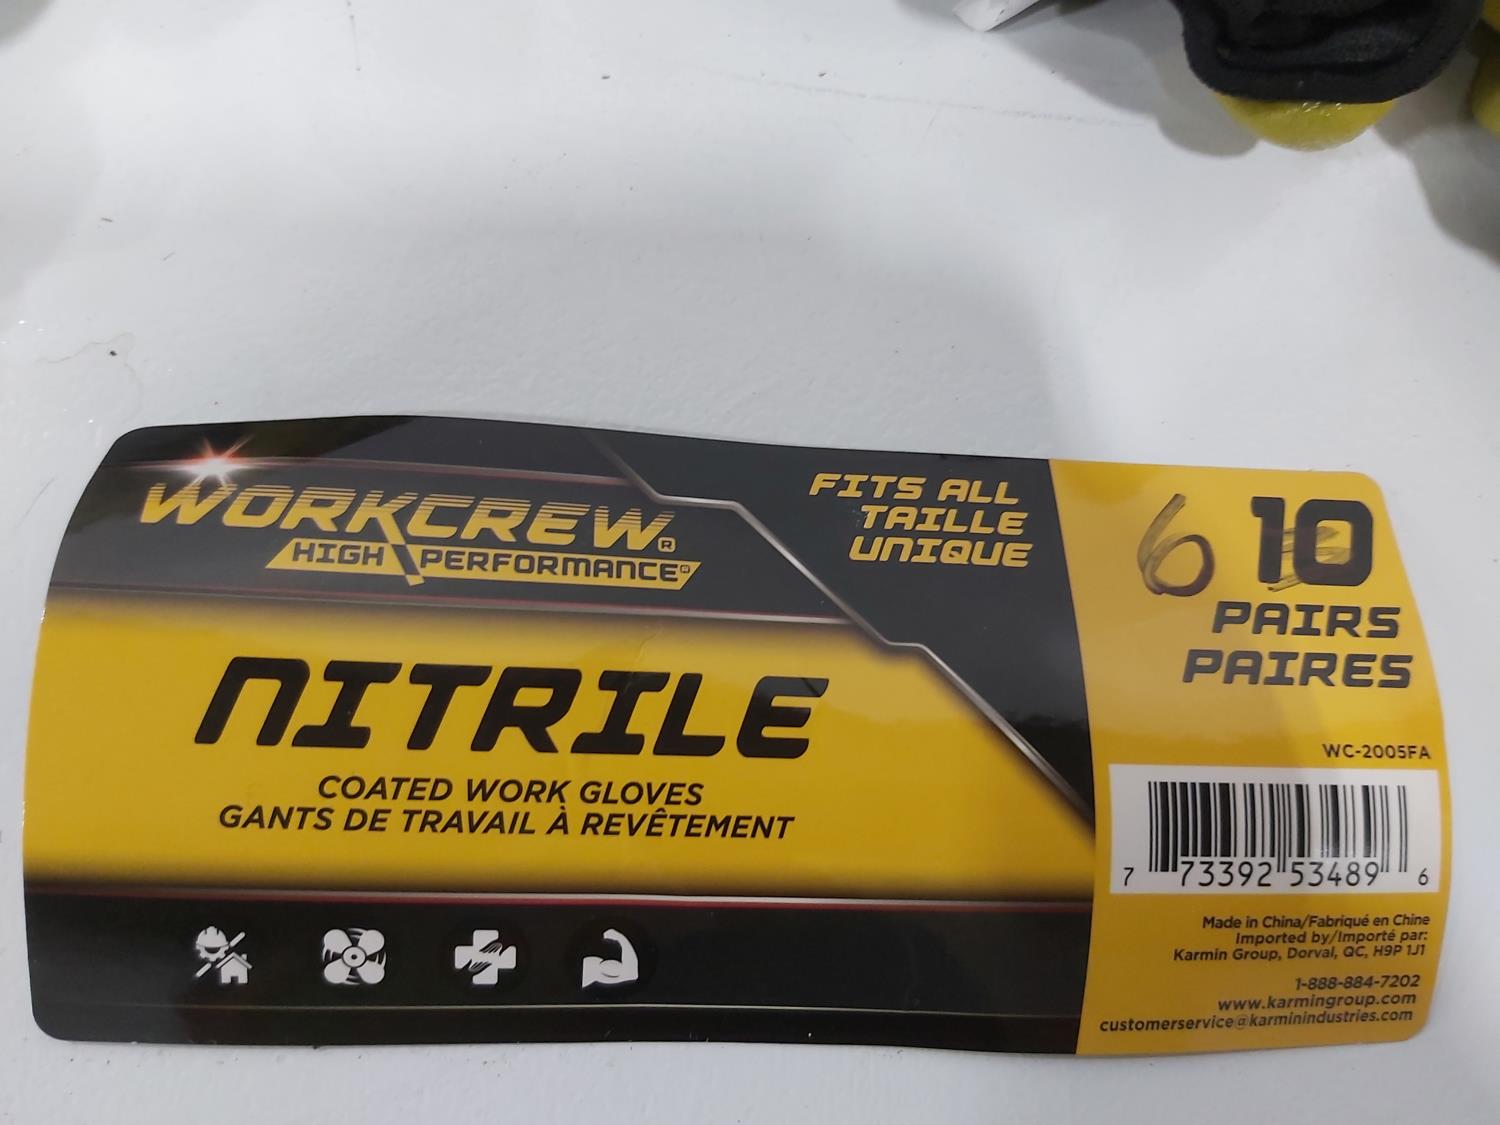 WORKCREW®
HIGH PERFORMANCE®
FITS ALL
TAILLE
UNIQUE
NITRILE
COATED WORK GLOVES
GANTS DE TRAVAIL À REVÊTEMENT
6 10
PAIRS
PAIRES
WC-2005FA
7 73392 53489 6
Made in China/Fabriqué en Chine
Imported by/Importé par:
Karmin Group, Dorval, QC, H9P 1J1
1-888-884-7202
www.karmingroup.com
customerservice@karminindustries.com